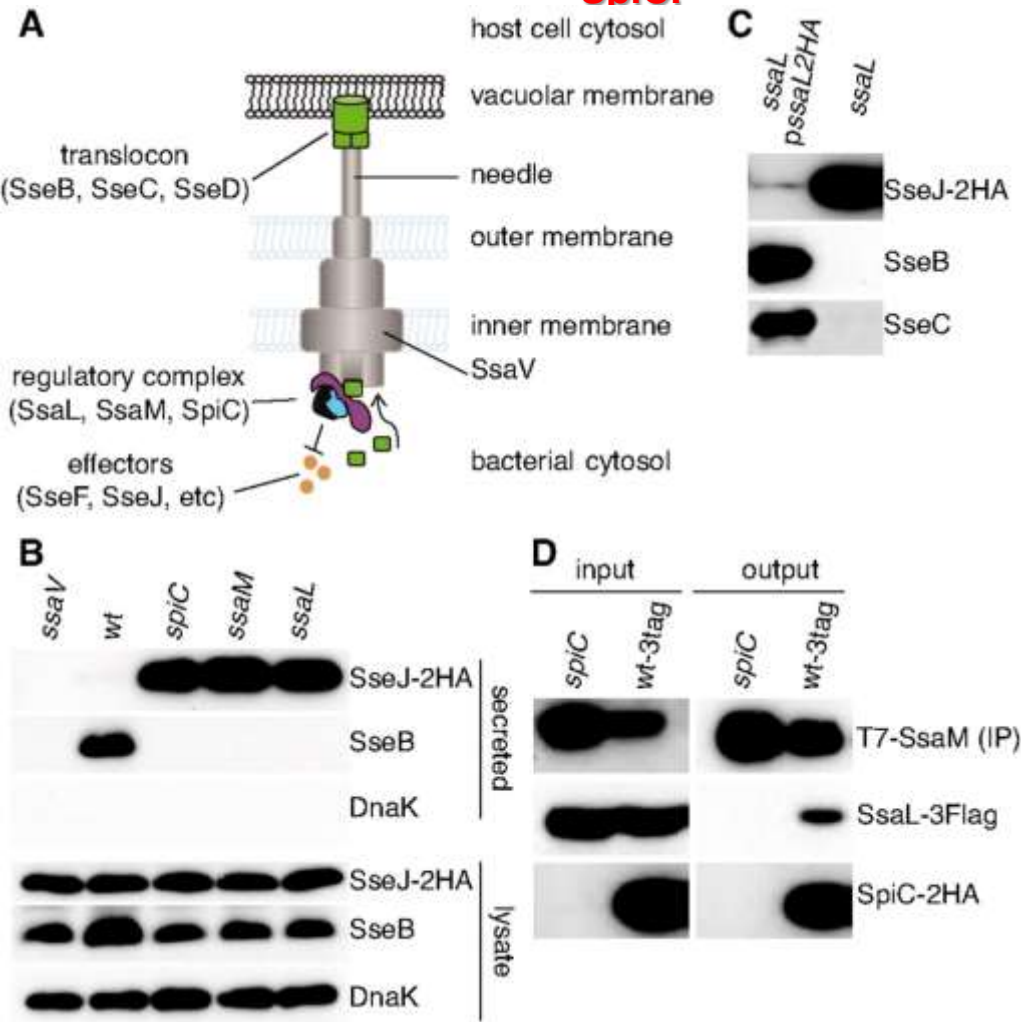 spiC.
A
host cell cytosol
vacuolar membrane
translocon
(SseB, SseC, SseD)
needle
outer membrane
inner membrane
SsaV
regulatory complex
(SsaL, SsaM, SpiC)
effectors
(SseF, SseJ, etc)
bacterial cytosol
C
ssaL
pssaL2HA
ssaL
SseJ-2HA
SseB
SseC
B
ssaV
wt
spiC
ssaM
ssaL
SseJ-2HA
SseB
DnaK
secreted
SseJ-2HA
SseB
DnaK
lysate
D
input
output
spiC
wt-3tag
spiC
wt-3tag
T7-SsaM (IP)
SsaL-3Flag
SpiC-2HA